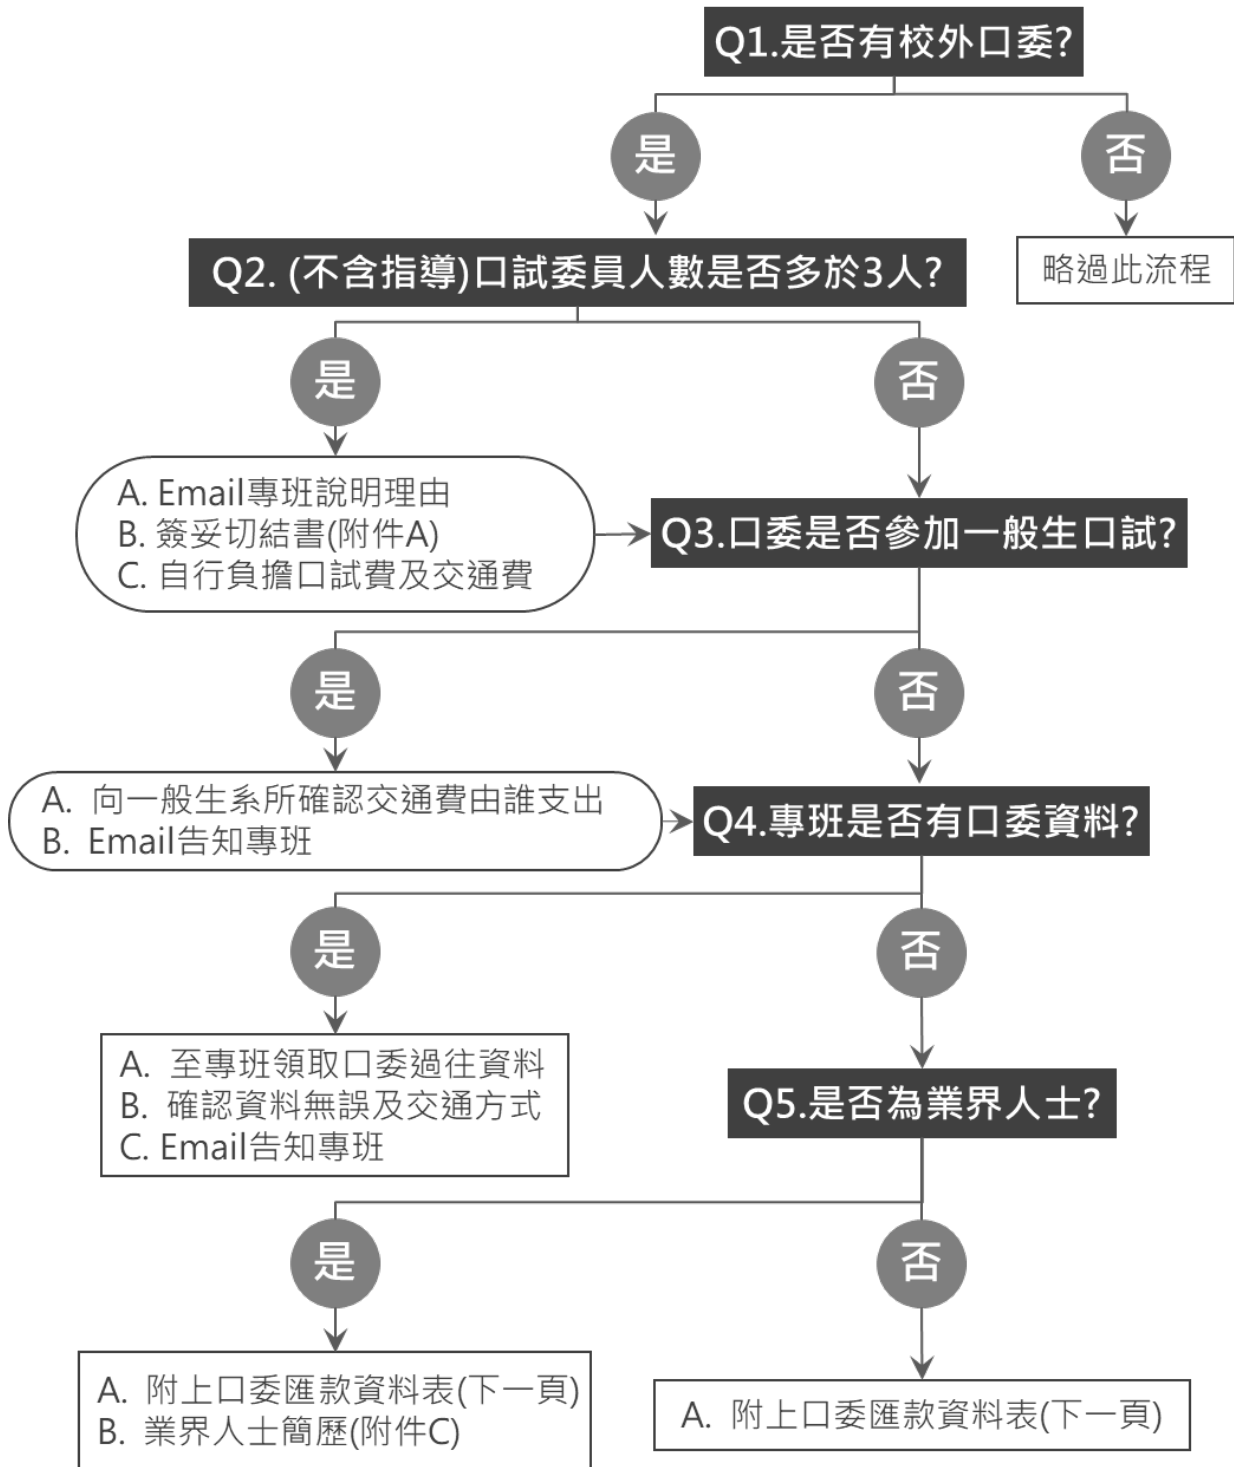 Q1.是否有校外口委?
是
否
Q2. (不含指導)口試委員人數是否多於3人?
略過此流程
是
否
A. Email專班說明理由
B. 簽妥切結書(附件A)
C. 自行負擔口試費及交通費
Q3.口委是否參加一般生口試?
是
否
A. 向一般生系所確認交通費由誰支出
B. Email告知專班
Q4.專班是否有口委資料?
是
否
A. 至專班領取口委過往資料
B. 確認資料無誤及交通方式
C. Email告知專班
Q5.是否為業界人士?
是
否
A. 附上口委匯款資料表(下一頁)
B. 業界人士簡歷(附件C)
A. 附上口委匯款資料表(下一頁)